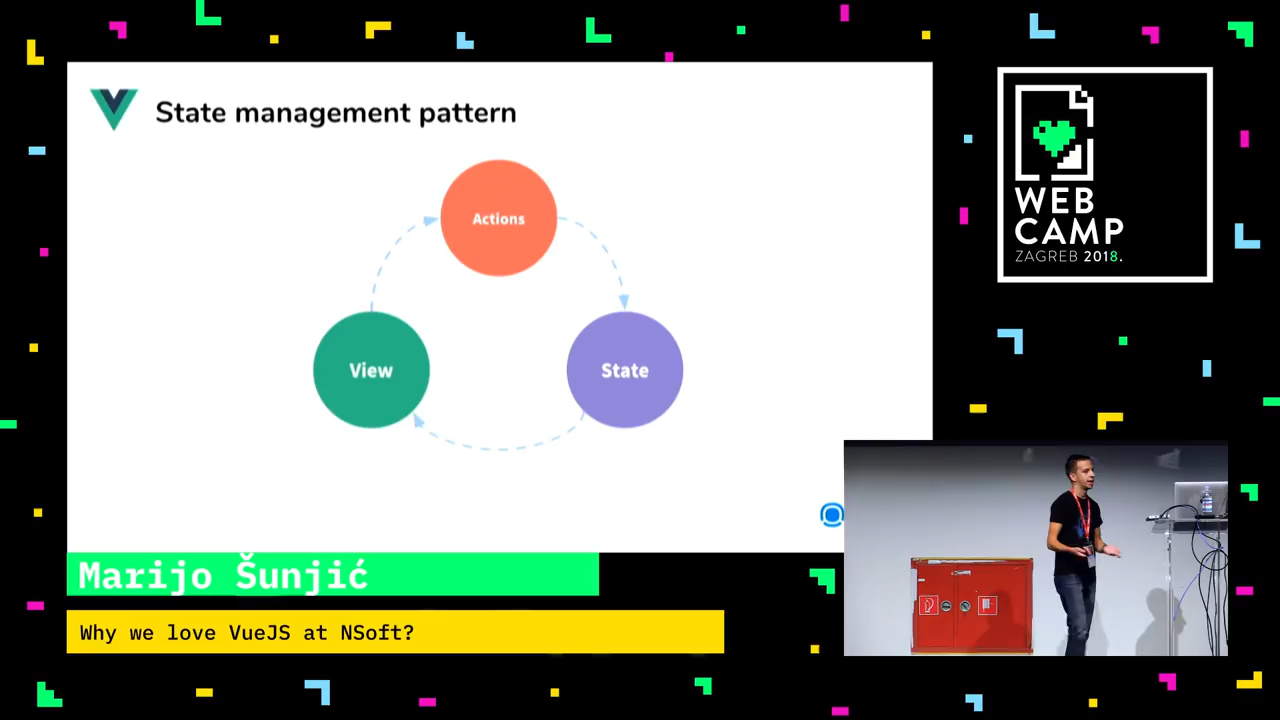 State management pattern
Actions
View
State
WEB
CAMP
ZAGREB 2018.
Marijo Šunjić
Why we love VueJS at NSoft?